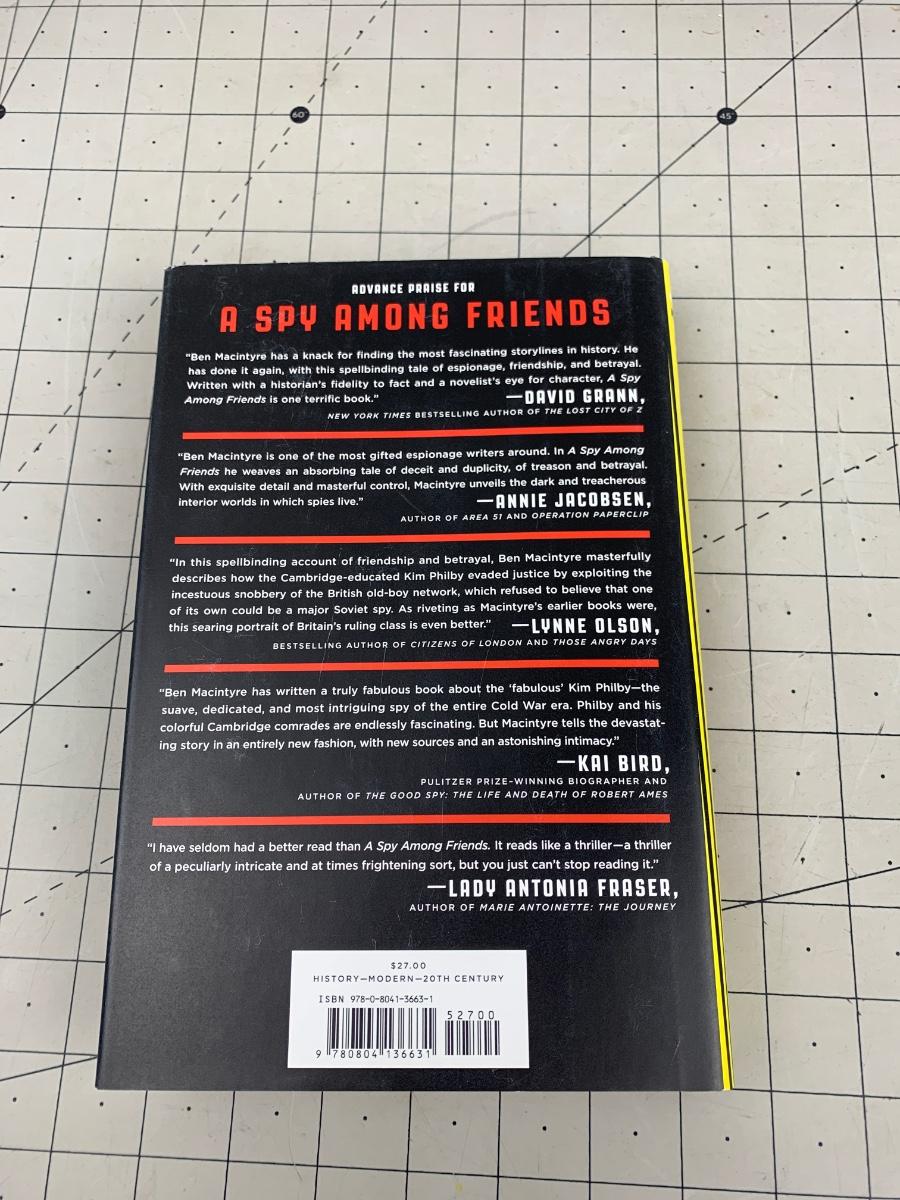 60°
45°
ADVANCE PRAISE FOR
A SPY AMONG FRIENDS
“Ben Macintyre has a knack for finding the most fascinating storylines in history. He
has done it again, with this spellbinding tale of espionage, friendship, and betrayal.
Written with a historian’s fidelity to fact and a novelist’s eye for character, A Spy
Among Friends is one terrific book.” —DAVID GRANN,
NEW YORK TIMES BESTSELLING AUTHOR OF THE LOST CITY OF Z
“Ben Macintyre is one of the most gifted espionage writers around. In A Spy Among
Friends he weaves an absorbing tale of deceit and duplicity, of treason and betrayal.
With exquisite detail and masterful control, Macintyre unveils the dark and treacherous
interior worlds in which spies live.” —ANNIE JACOBSEN,
AUTHOR OF AREA 51 AND OPERATION PAPERCLIP
“In this spellbinding account of friendship and betrayal, Ben Macintyre masterfully
describes how the Cambridge-educated Kim Philby evaded justice by exploiting the
incestuous snobbery of the British old-boy network, which refused to believe that one
of its own could be a major Soviet spy. As riveting as Macintyre’s earlier books were,
this searing portrait of Britain’s ruling class is even better.” —LYNNE OLSON,
BESTSELLING AUTHOR OF CITIZENS OF LONDON AND THOSE ANGRY DAYS
“Ben Macintyre has written a truly fabulous book about the ‘fabulous’ Kim Philby—the
suave, dedicated, and most intriguing spy of the entire Cold War era. Philby and his
colorful Cambridge comrades are endlessly fascinating. But Macintyre tells the devastat-
ing story in an entirely new fashion, with new sources and an astonishing intimacy.”
—KAI BIRD,
PULITZER PRIZE–WINNING BIOGRAPHER AND
AUTHOR OF THE GOOD SPY: THE LIFE AND DEATH OF ROBERT AMES
“I have seldom had a better read than A Spy Among Friends. It reads like a thriller—a thriller
of a peculiarly intricate and at times frightening sort, but you just can’t stop reading it.”
—LADY ANTONIA FRASER,
AUTHOR OF MARIE ANTOINETTE: THE JOURNEY
$27.00
HISTORY—MODERN—20TH CENTURY
ISBN 978-0-8041-3663-1
52700
9 780804 136631